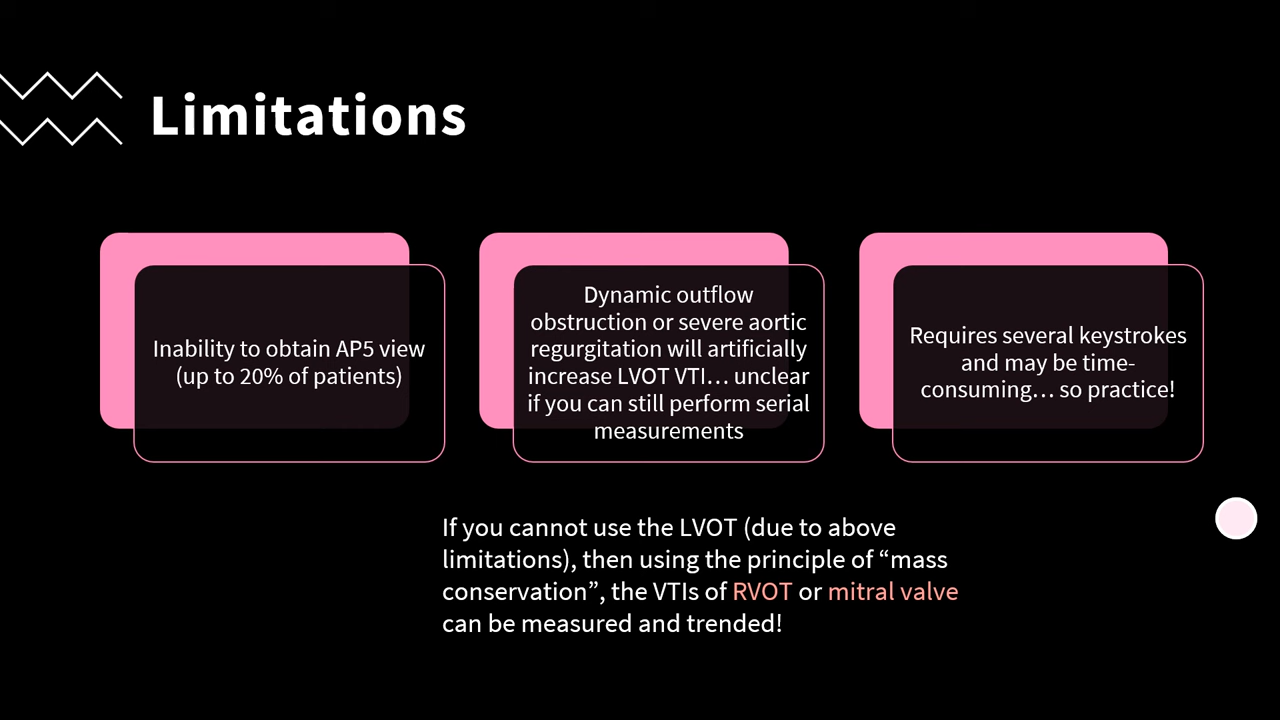 Limitations
Inability to obtain AP5 view
(up to 20% of patients)
Dynamic outflow
obstruction or severe aortic
regurgitation will artificially
increase LVOT VTI… unclear
if you can still perform serial
measurements
Requires several keystrokes
and may be time-
consuming… so practice!
If you cannot use the LVOT (due to above
limitations), then using the principle of “mass
conservation”, the VTIs of RVOT or mitral valve
can be measured and trended!